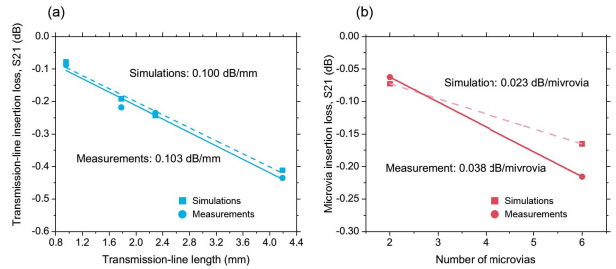 (a)
0.00
-0.1
-0.2
-0.3
-0.4
-0.5
-0.6
0.8 1.2 1.6 2.0 2.4 2.8 3.2 3.6 4.0 4.4
Transmission-line insertion loss, S21 (dB)
Transmission-line length (mm)
Simulations: 0.100 dB/mm
Measurements: 0.103 dB/mm
Simulations
Measurements
(b)
0.00
-0.05
-0.10
-0.15
-0.20
-0.25
-0.30
2 3 4 5 6
Microvia insertion loss, S21 (dB)
Number of microvias
Simulation: 0.023 dB/mivrovia
Measurement: 0.038 dB/mivrovia
Simulations
Measurements